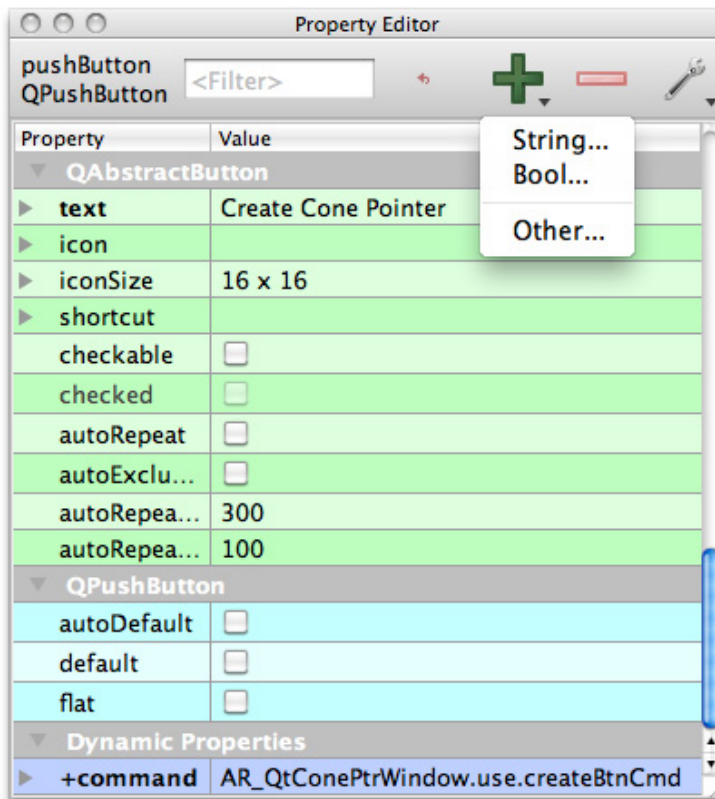 Property Editor
pushButton
QPushButton
<Filter>
Property Value
String...
Bool...
Other...
QAbstractButton
text Create Cone Pointer
icon
iconSize 16 x 16
shortcut
checkable
checked
autoRepeat
autoExclu...
autoRepea... 300
autoRepea... 100
QPushButton
autoDefault
default
flat
Dynamic Properties
+command AR_QtConePtrWindow.use.createBtnCmd